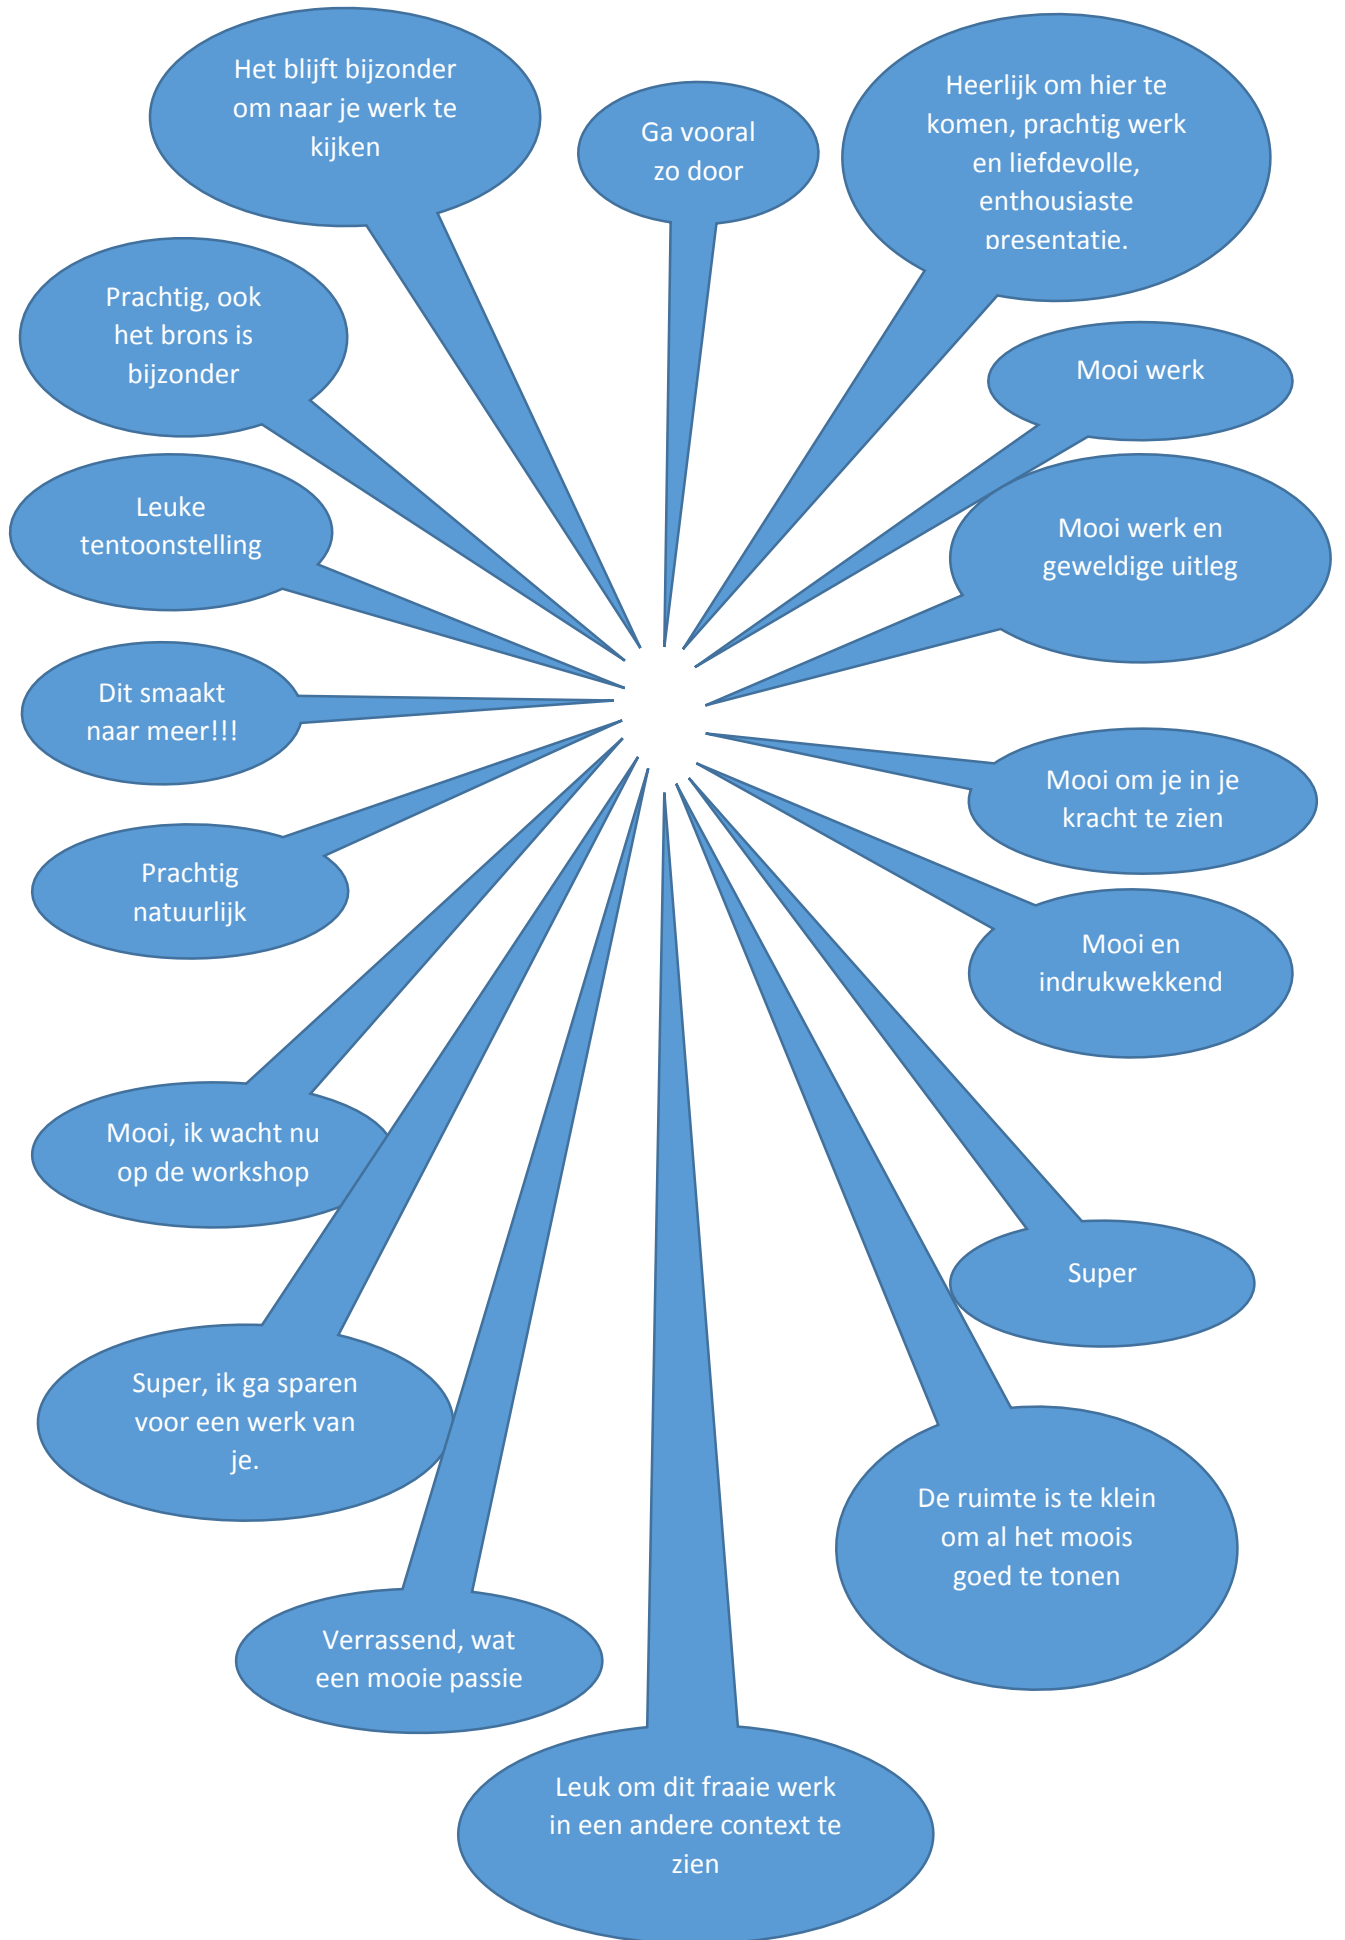 Het blijft bijzonder
om naar je werk te
kijken
Ga vooral
zo door
Heerlijk om hier te
komen, prachtig werk
en liefdevolle,
enthousiaste
presentatie.
Prachtig, ook
het brons is
bijzonder
Mooi werk
Leuke
tentoonstelling
Mooi werk en
geweldige uitleg
Dit smaakt
naar meer!!!
Mooi om je in je
kracht te zien
Prachtig
natuurlijk
Mooi en
indrukwekkend
Mooi, ik wacht nu
op de workshop
Super
Super, ik ga sparen
voor een werk van
je.
De ruimte is te klein
om al het moois
goed te tonen
Verrassend, wat
een mooie passie
Leuk om dit fraaie werk
in een andere context te
zien